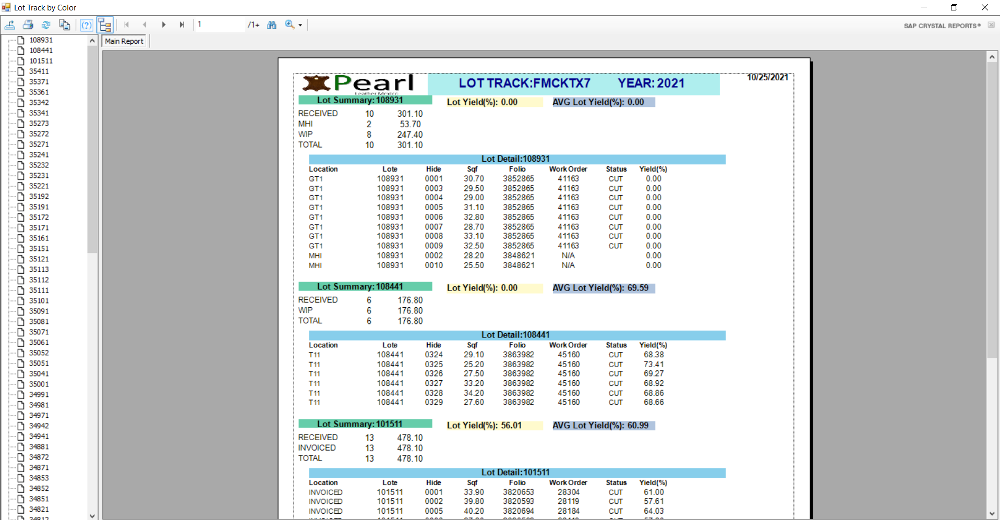 Lot Track by Color
1 /1+
SAP CRYSTAL REPORTS®
108931
108441
101511
35411
35371
35361
35342
35341
35273
35272
35271
35241
35232
35231
35221
35192
35191
35172
35171
35161
35151
35121
35113
35112
35111
35101
35091
35081
35071
35061
35052
35051
35041
35001
34991
34981
34971
34942
34941
34881
34872
34871
34853
34852
34851
34821
34812
Main Report
Pearl
Leather Mexico
LOT TRACK:FMCKTX7 YEAR: 2021
10/25/2021
Lot Summary: 108931 Lot Yield(%): 0.00 AVG Lot Yield(%): 0.00
RECEIVED 10 301.10
MHI 2 53.70
WIP 8 247.40
TOTAL 10 301.10
Lot Detail:108931
Location Lote Hide Sqf Folio Work Order Status Yield(%)
GT1 108931 0001 30.70 3852865 41163 CUT 0.00
GT1 108931 0003 29.50 3852865 41163 CUT 0.00
GT1 108931 0004 29.00 3852865 41163 CUT 0.00
GT1 108931 0005 31.10 3852865 41163 CUT 0.00
GT1 108931 0006 32.80 3852865 41163 CUT 0.00
GT1 108931 0007 28.70 3852865 41163 CUT 0.00
GT1 108931 0008 33.10 3852865 41163 CUT 0.00
GT1 108931 0009 32.50 3852865 41163 CUT 0.00
MHI 108931 0002 28.20 3848621 N/A 0.00
MHI 108931 0010 25.50 3848621 N/A 0.00
Lot Summary: 108441 Lot Yield(%): 0.00 AVG Lot Yield(%): 69.59
RECEIVED 6 176.80
WIP 6 176.80
TOTAL 6 176.80
Lot Detail:108441
Location Lote Hide Sqf Folio Work Order Status Yield(%)
T11 108441 0324 29.10 3863982 45160 CUT 68.38
T11 108441 0325 25.20 3863982 45160 CUT 73.41
T11 108441 0326 27.50 3863982 45160 CUT 69.27
T11 108441 0327 33.20 3863982 45160 CUT 68.92
T11 108441 0328 34.20 3863982 45160 CUT 68.86
T11 108441 0329 27.60 3863982 45160 CUT 68.66
Lot Summary: 101511 Lot Yield(%): 56.01 AVG Lot Yield(%): 60.99
RECEIVED 13 478.10
INVOICED 13 478.10
TOTAL 13 478.10
Lot Detail:101511
Location Lote Hide Sqf Folio Work Order Status Yield(%)
INVOICED 101511 0001 33.90 3820653 28304 CUT 61.00
INVOICED 101511 0002 39.80 3820593 28119 CUT 57.61
INVOICED 101511 0005 40.20 3820694 28184 CUT 64.03